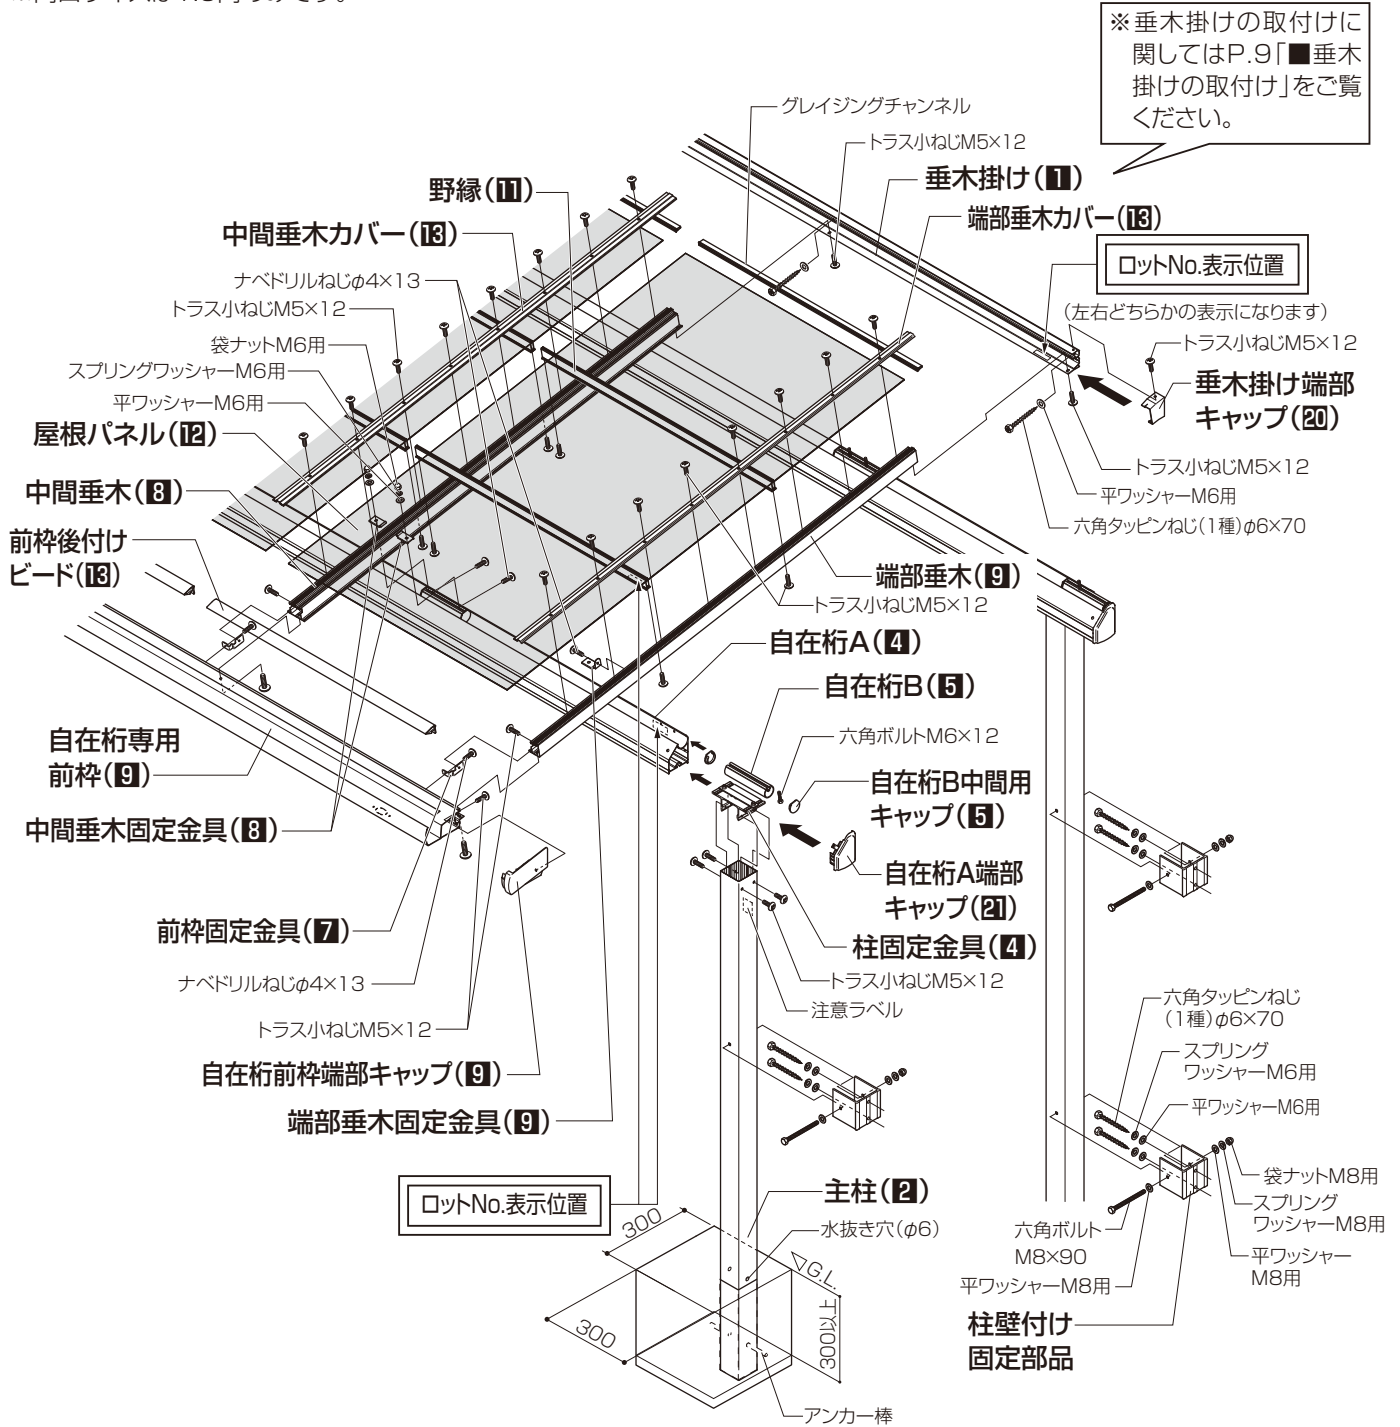 ※垂木掛けの取付けに
関してはP.9「■垂木
掛けの取付け」をご覧
ください。
グレイジングチャンネル
トラス小ねじM5×12
垂木掛け(1)
野縁(11)
端部垂木カバー(13)
中間垂木カバー(13)
ロットNo.表示位置
(左右どちらかの表示になります)
ナベドリルねじφ4×13
トラス小ねじM5×12
トラス小ねじM5×12
袋ナットM6用
スプリングワッシャーM6用
垂木掛け端部
キャップ(20)
平ワッシャーM6用
屋根パネル(12)
トラス小ねじM5×12
平ワッシャーM6用
中間垂木(8)
六角タッピンねじ(1種)φ6×70
前枠後付け
ビード(13)
端部垂木(9)
トラス小ねじM5×12
自在桁A(4)
自在桁B(5)
自在桁専用
前枠(9)
六角ボルトM6×12
自在桁B中間用
キャップ(5)
中間垂木固定金具(8)
自在桁A端部
キャップ(21)
前枠固定金具(7)
柱固定金具(4)
ナベドリルねじφ4×13
トラス小ねじM5×12
注意ラベル
トラス小ねじM5×12
六角タッピンねじ
(1種)φ6×70
スプリング
ワッシャーM6用
自在桁前枠端部キャップ(9)
平ワッシャーM6用
端部垂木固定金具(9)
袋ナットM8用
ロットNo.表示位置
主柱(2)
スプリング
ワッシャーM8用
300
水抜き穴(φ6)
六角ボルト
M8×90
平ワッシャー
M8用
▽G.L.
平ワッシャーM8用
300
300以上
柱壁付け
固定部品
アンカー棒